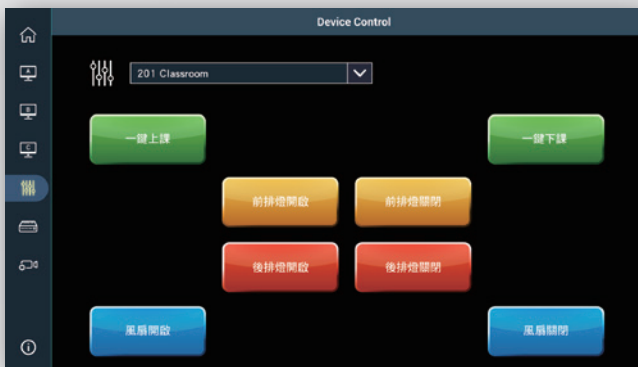 Device Control
A
201 Classroom
B
C
一鍵上課
一鍵下課
前排燈開啟
前排燈關閉
後排燈開啟
後排燈關閉
風扇開啟
風扇關閉